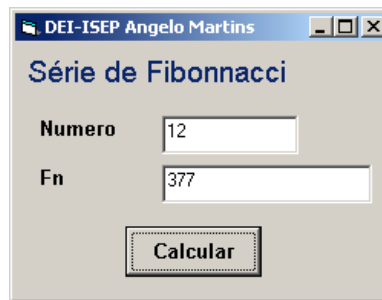 DEI-ISEP Angelo Martins
Série de Fibonnacci
Numero 12
Fn 377
Calcular